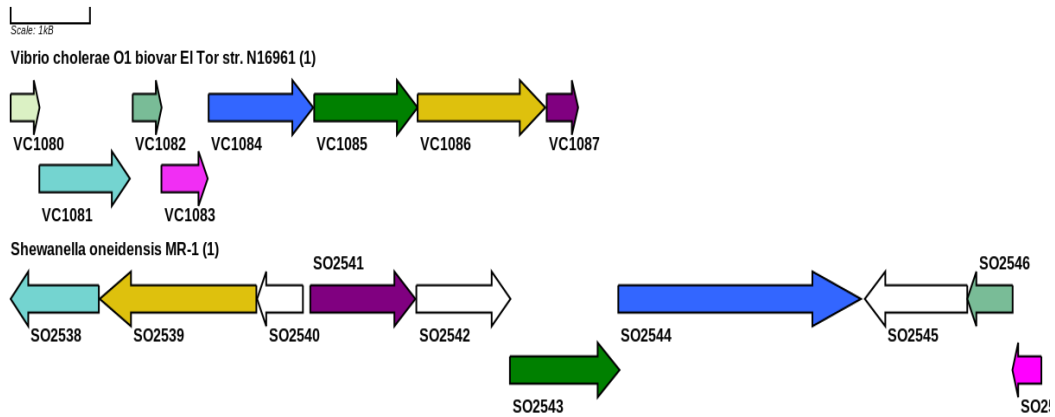 Scale: 1kB
Vibrio cholerae O1 biovar El Tor str. N16961 (1)
VC1080 VC1082 VC1084 VC1085 VC1086 VC1087
VC1081 VC1083
Shewanella oneidensis MR-1 (1)
SO2541 SO2546
SO2538 SO2539 SO2540 SO2542 SO2544 SO2545
SO2543